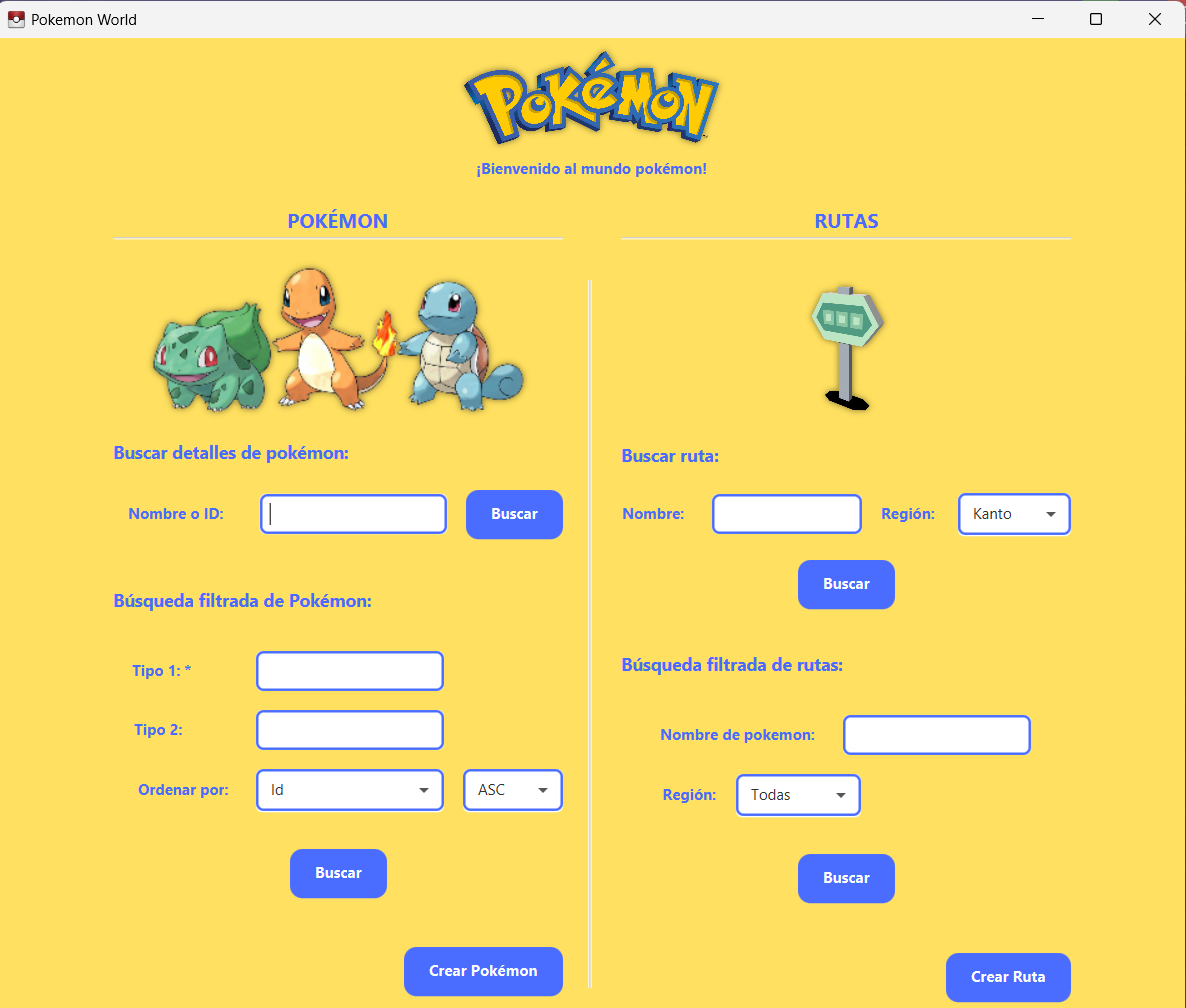 Pokemon World
POKÉMON
¡Bienvenido al mundo pokémon!
POKÉMON
Buscar detalles de pokémon:
Nombre o ID:
Buscar
Búsqueda filtrada de Pokémon:
Tipo 1: *
Tipo 2:
Ordenar por: Id ASC
Buscar
Crear Pokémon
RUTAS
Buscar ruta:
Nombre: Región: Kanto
Buscar
Búsqueda filtrada de rutas:
Nombre de pokemon:
Región: Todas
Buscar
Crear Ruta